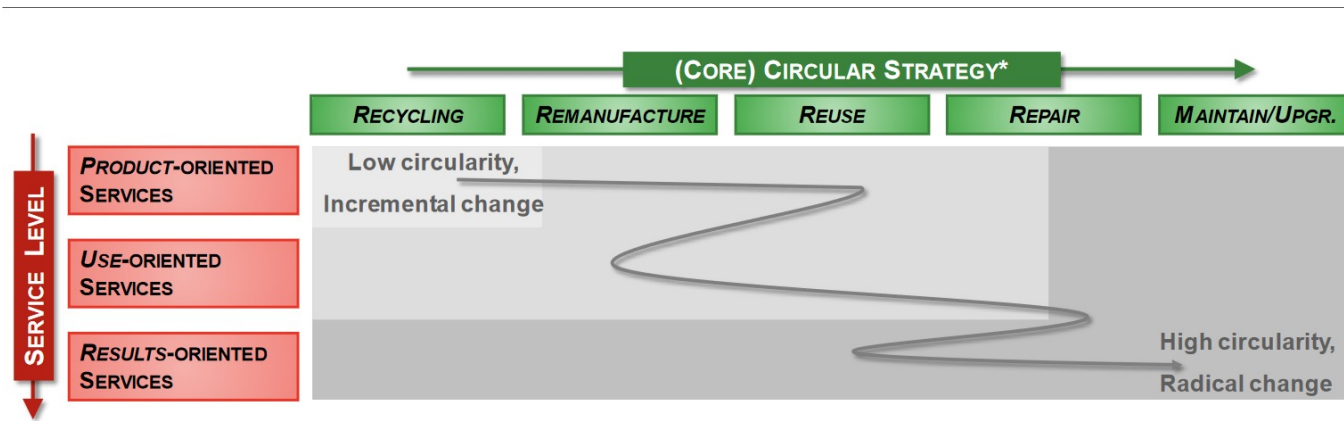 (CORE) CIRCULAR STRATEGY*
RECYCLING
REMANUFACTURE
REUSE
REPAIR
MAINTAIN/UPGR.
SERVICE LEVEL
PRODUCT-ORIENTED
SERVICES
USE-ORIENTED
SERVICES
RESULTS-ORIENTED
SERVICES
Low circularity,
Incremental change
High circularity,
Radical change